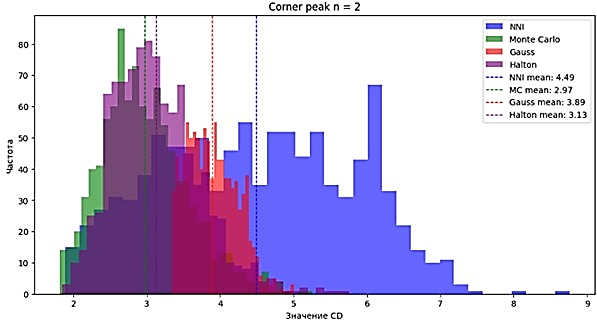 Corner peak n = 2
NNI
Monte Carlo
Gauss
Halton
NNI mean: 4.49
MC mean: 2.97
Gauss mean: 3.89
Halton mean: 3.13
Частота
80
70
60
50
40
30
20
10
0
2 3 4 5 6 7 8 9
Значение CD